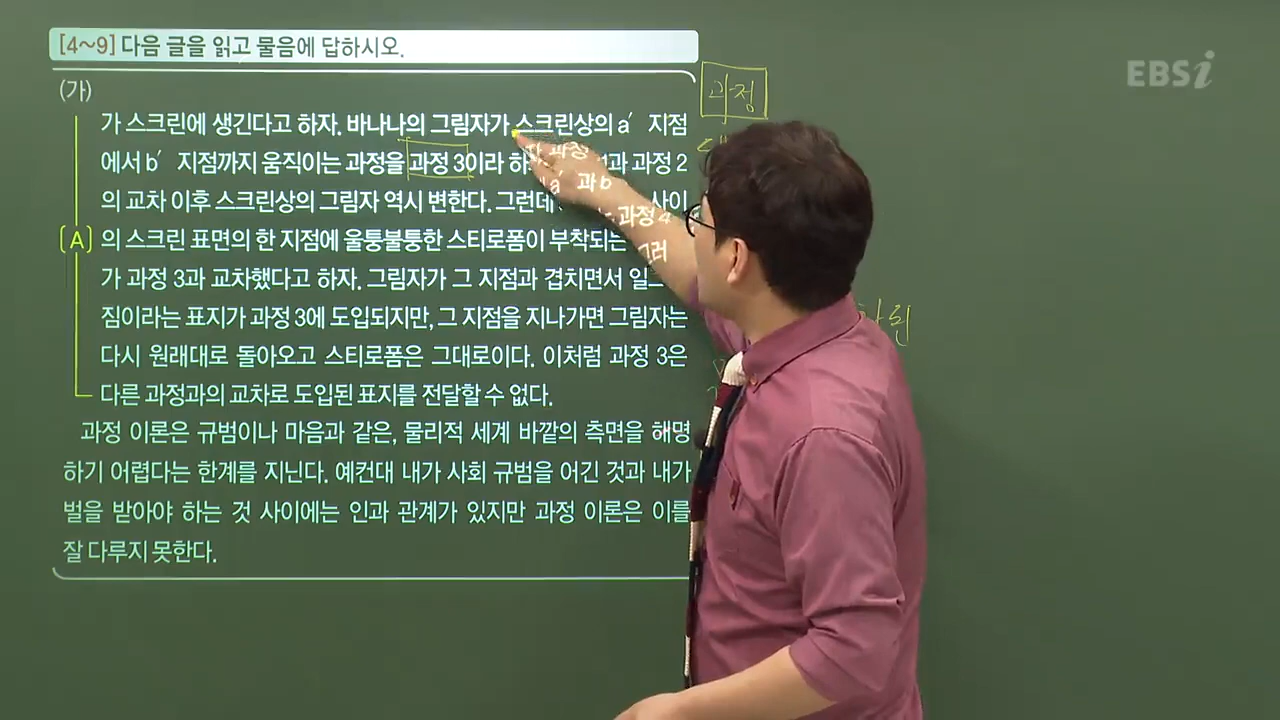 [4~9] 다음 글을 읽고 물음에 답하시오.
EBSi
(가)
과정
가 스크린에 생긴다고 하자. 바나나의 그림자가 스크린상의 a′ 지점
에서 b′ 지점까지 움직이는 과정을 과정 3이라 하 과정 과 과정 2
의 교차 이후 스크린상의 그림자 역시 변한다. 그런데 a′과 b 사이
[A]
의 스크린 표면의 한 지점에 울퉁불퉁한 스티로폼이 부착되는 과정 4
가 과정 3과 교차했다고 하자. 그림자가 그 지점과 겹치면서 일 그러
짐이라는 표지가 과정 3에 도입되지만, 그 지점을 지나가면 그림자는
다시 원래대로 돌아오고 스티로폼은 그대로이다. 이처럼 과정 3은
다른 과정과의 교차로 도입된 표지를 전달할 수 없다.
과정 이론은 규범이나 마음과 같은, 물리적 세계 바깥의 측면을 해명
하기 어렵다는 한계를 지닌다. 예컨대 내가 사회 규범을 어긴 것과 내가
벌을 받아야 하는 것 사이에는 인과 관계가 있지만 과정 이론은 이를
잘 다루지 못한다.